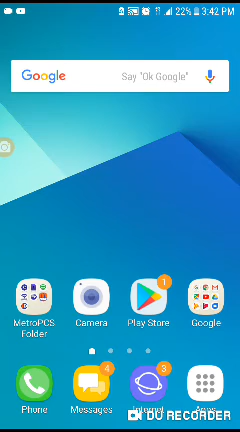 22% 3:42 PM
Google Say "Ok Google"
1
MetroPCS Folder
Camera
Play Store
Google
4
3
Phone
Messages
Internet
Apps
DU RECORDER